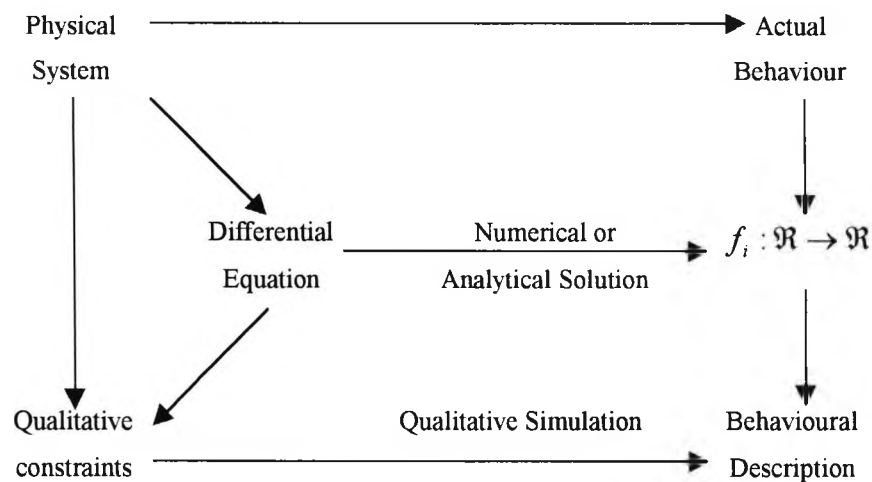 Physical
System
Actual
Behaviour
Differential
Equation
Numerical or
Analytical Solution
f_i : ℜ → ℜ
Qualitative
constraints
Qualitative Simulation
Behavioural
Description